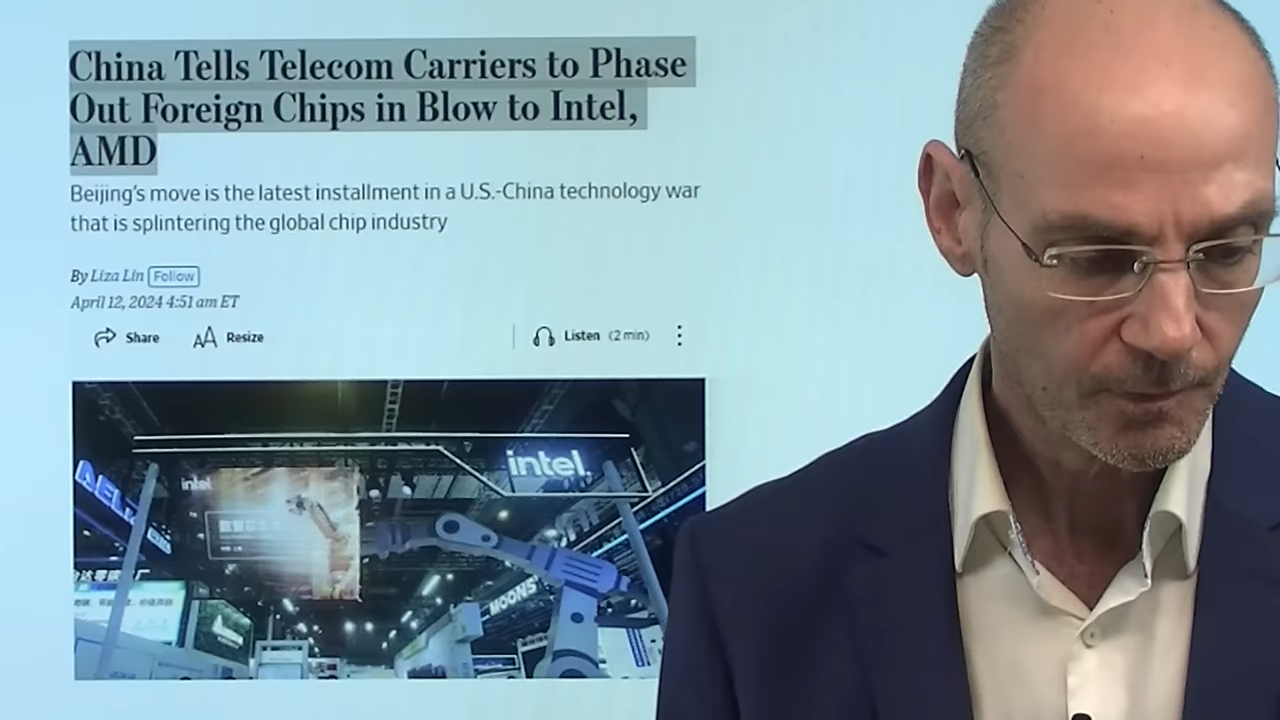 China Tells Telecom Carriers to Phase
Out Foreign Chips in Blow to Intel,
AMD
Beijing's move is the latest installment in a U.S.-China technology war
that is splintering the global chip industry
By Liza Lin Follow
April 12, 2024 4:51 am ET
Share Resize Listen (2 min)
intel.
intel
MOONS'